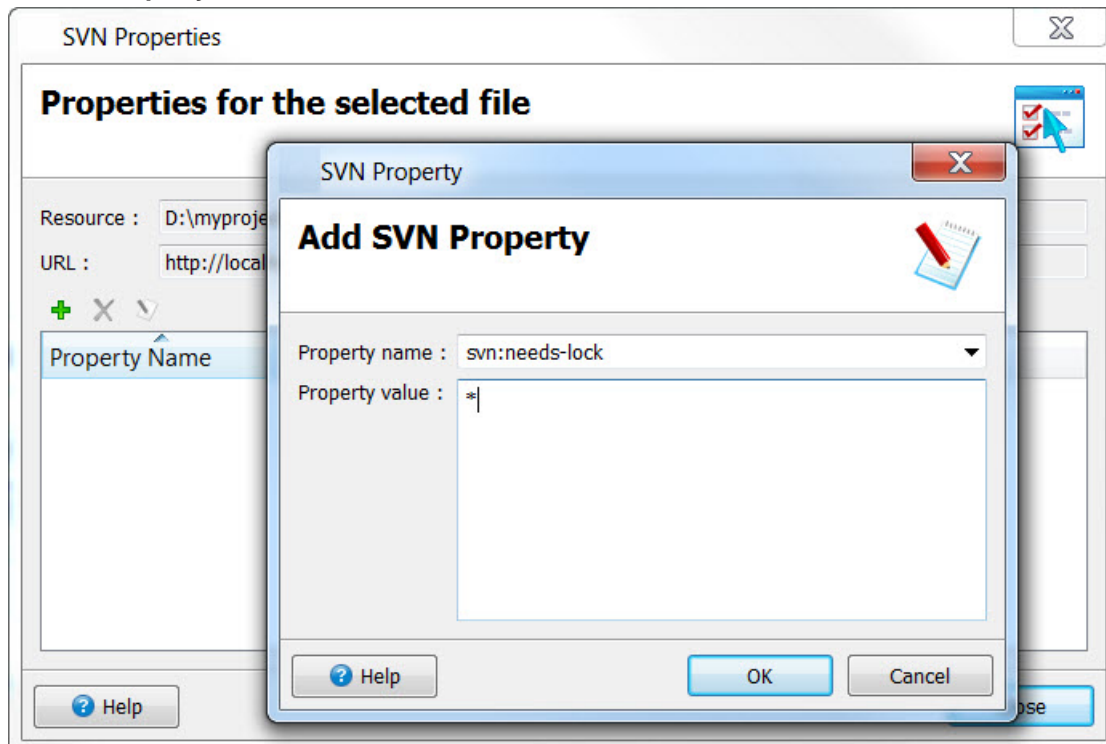 SVN Properties
Properties for the selected file
SVN Property
Add SVN Property
Resource :
D:\myproje
URL :
http://local
Property Name
Property name :
svn:needs-lock
Property value :
*
Help
OK
Cancel
Help
ose